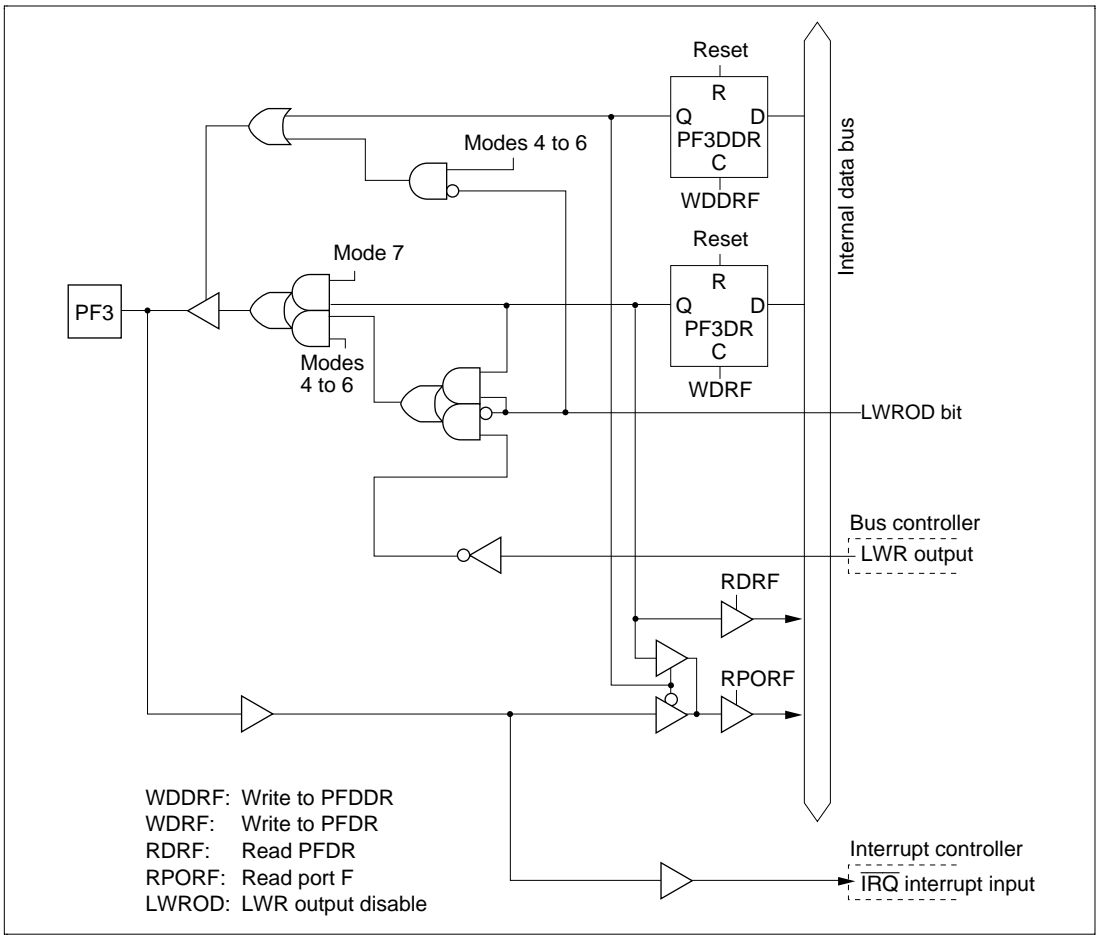 Reset
R
Q D
PF3DDR
C
WDDRF
Modes 4 to 6
Internal data bus
Reset
R
Q D
PF3DR
C
WDRF
Mode 7
PF3
Modes
4 to 6
LWROD bit
Bus controller
LWR output
RDRF
RPORF
WDDRF: Write to PFDDR
WDRF: Write to PFDR
RDRF: Read PFDR
RPORF: Read port F
LWROD: LWR output disable
Interrupt controller
I̅R̅Q̅ interrupt input